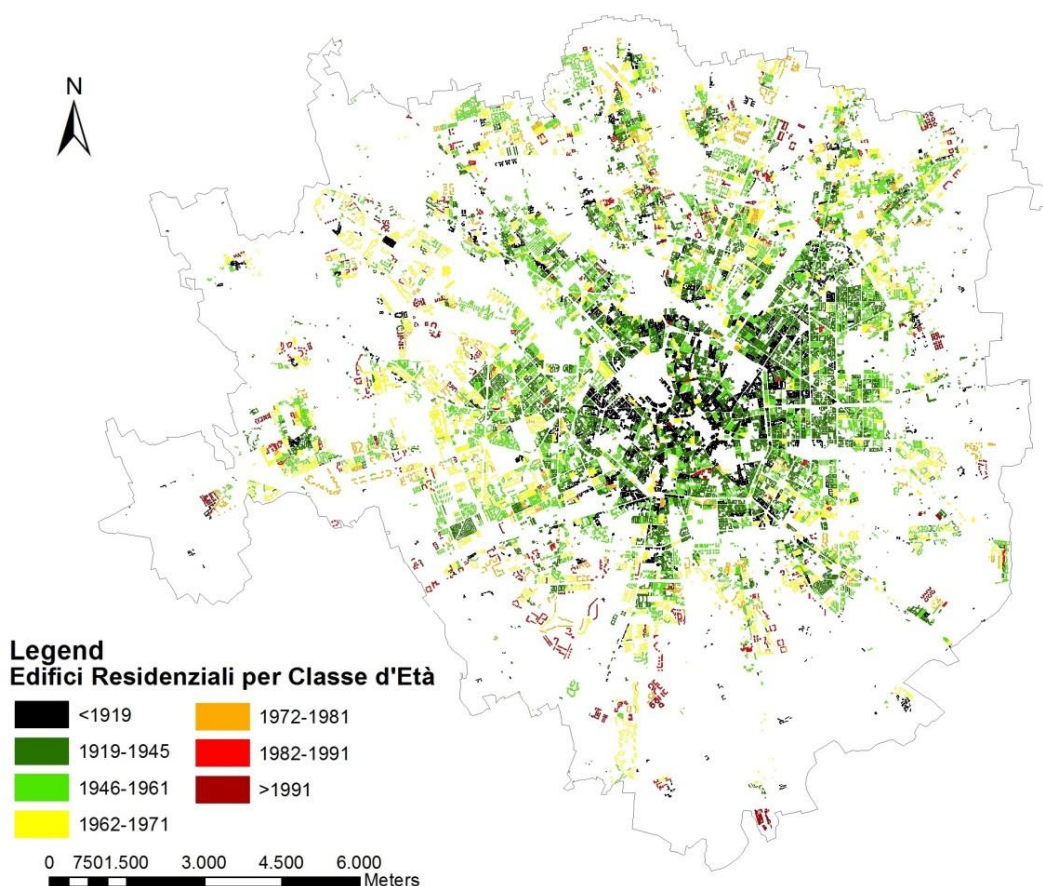 N
Legend
Edifici Residenziali per Classe d'Età
<1919
1919-1945
1946-1961
1962-1971
1972-1981
1982-1991
>1991
0 7501.500 3.000 4.500 6.000
Meters